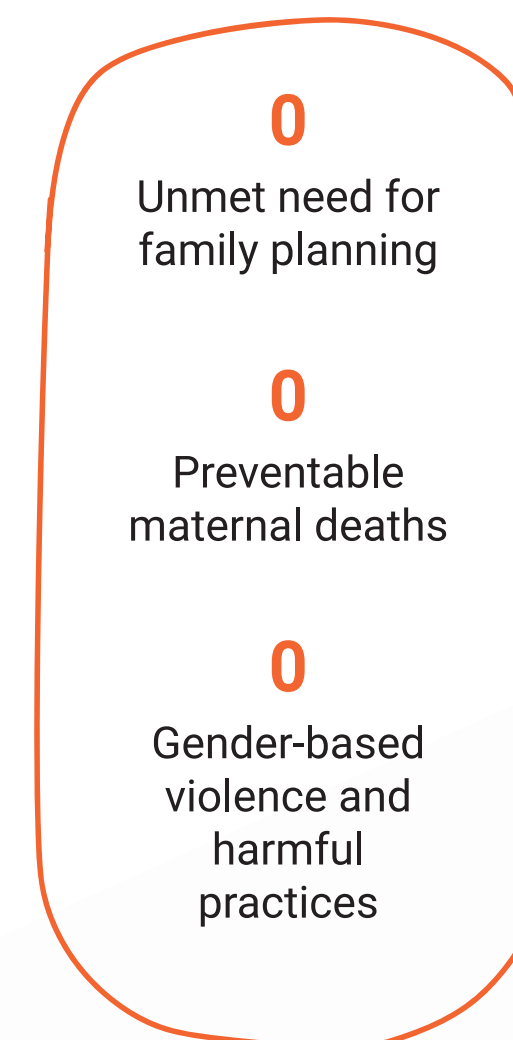 0
Unmet need for
family planning
0
Preventable
maternal deaths
0
Gender-based
violence and
harmful
practices